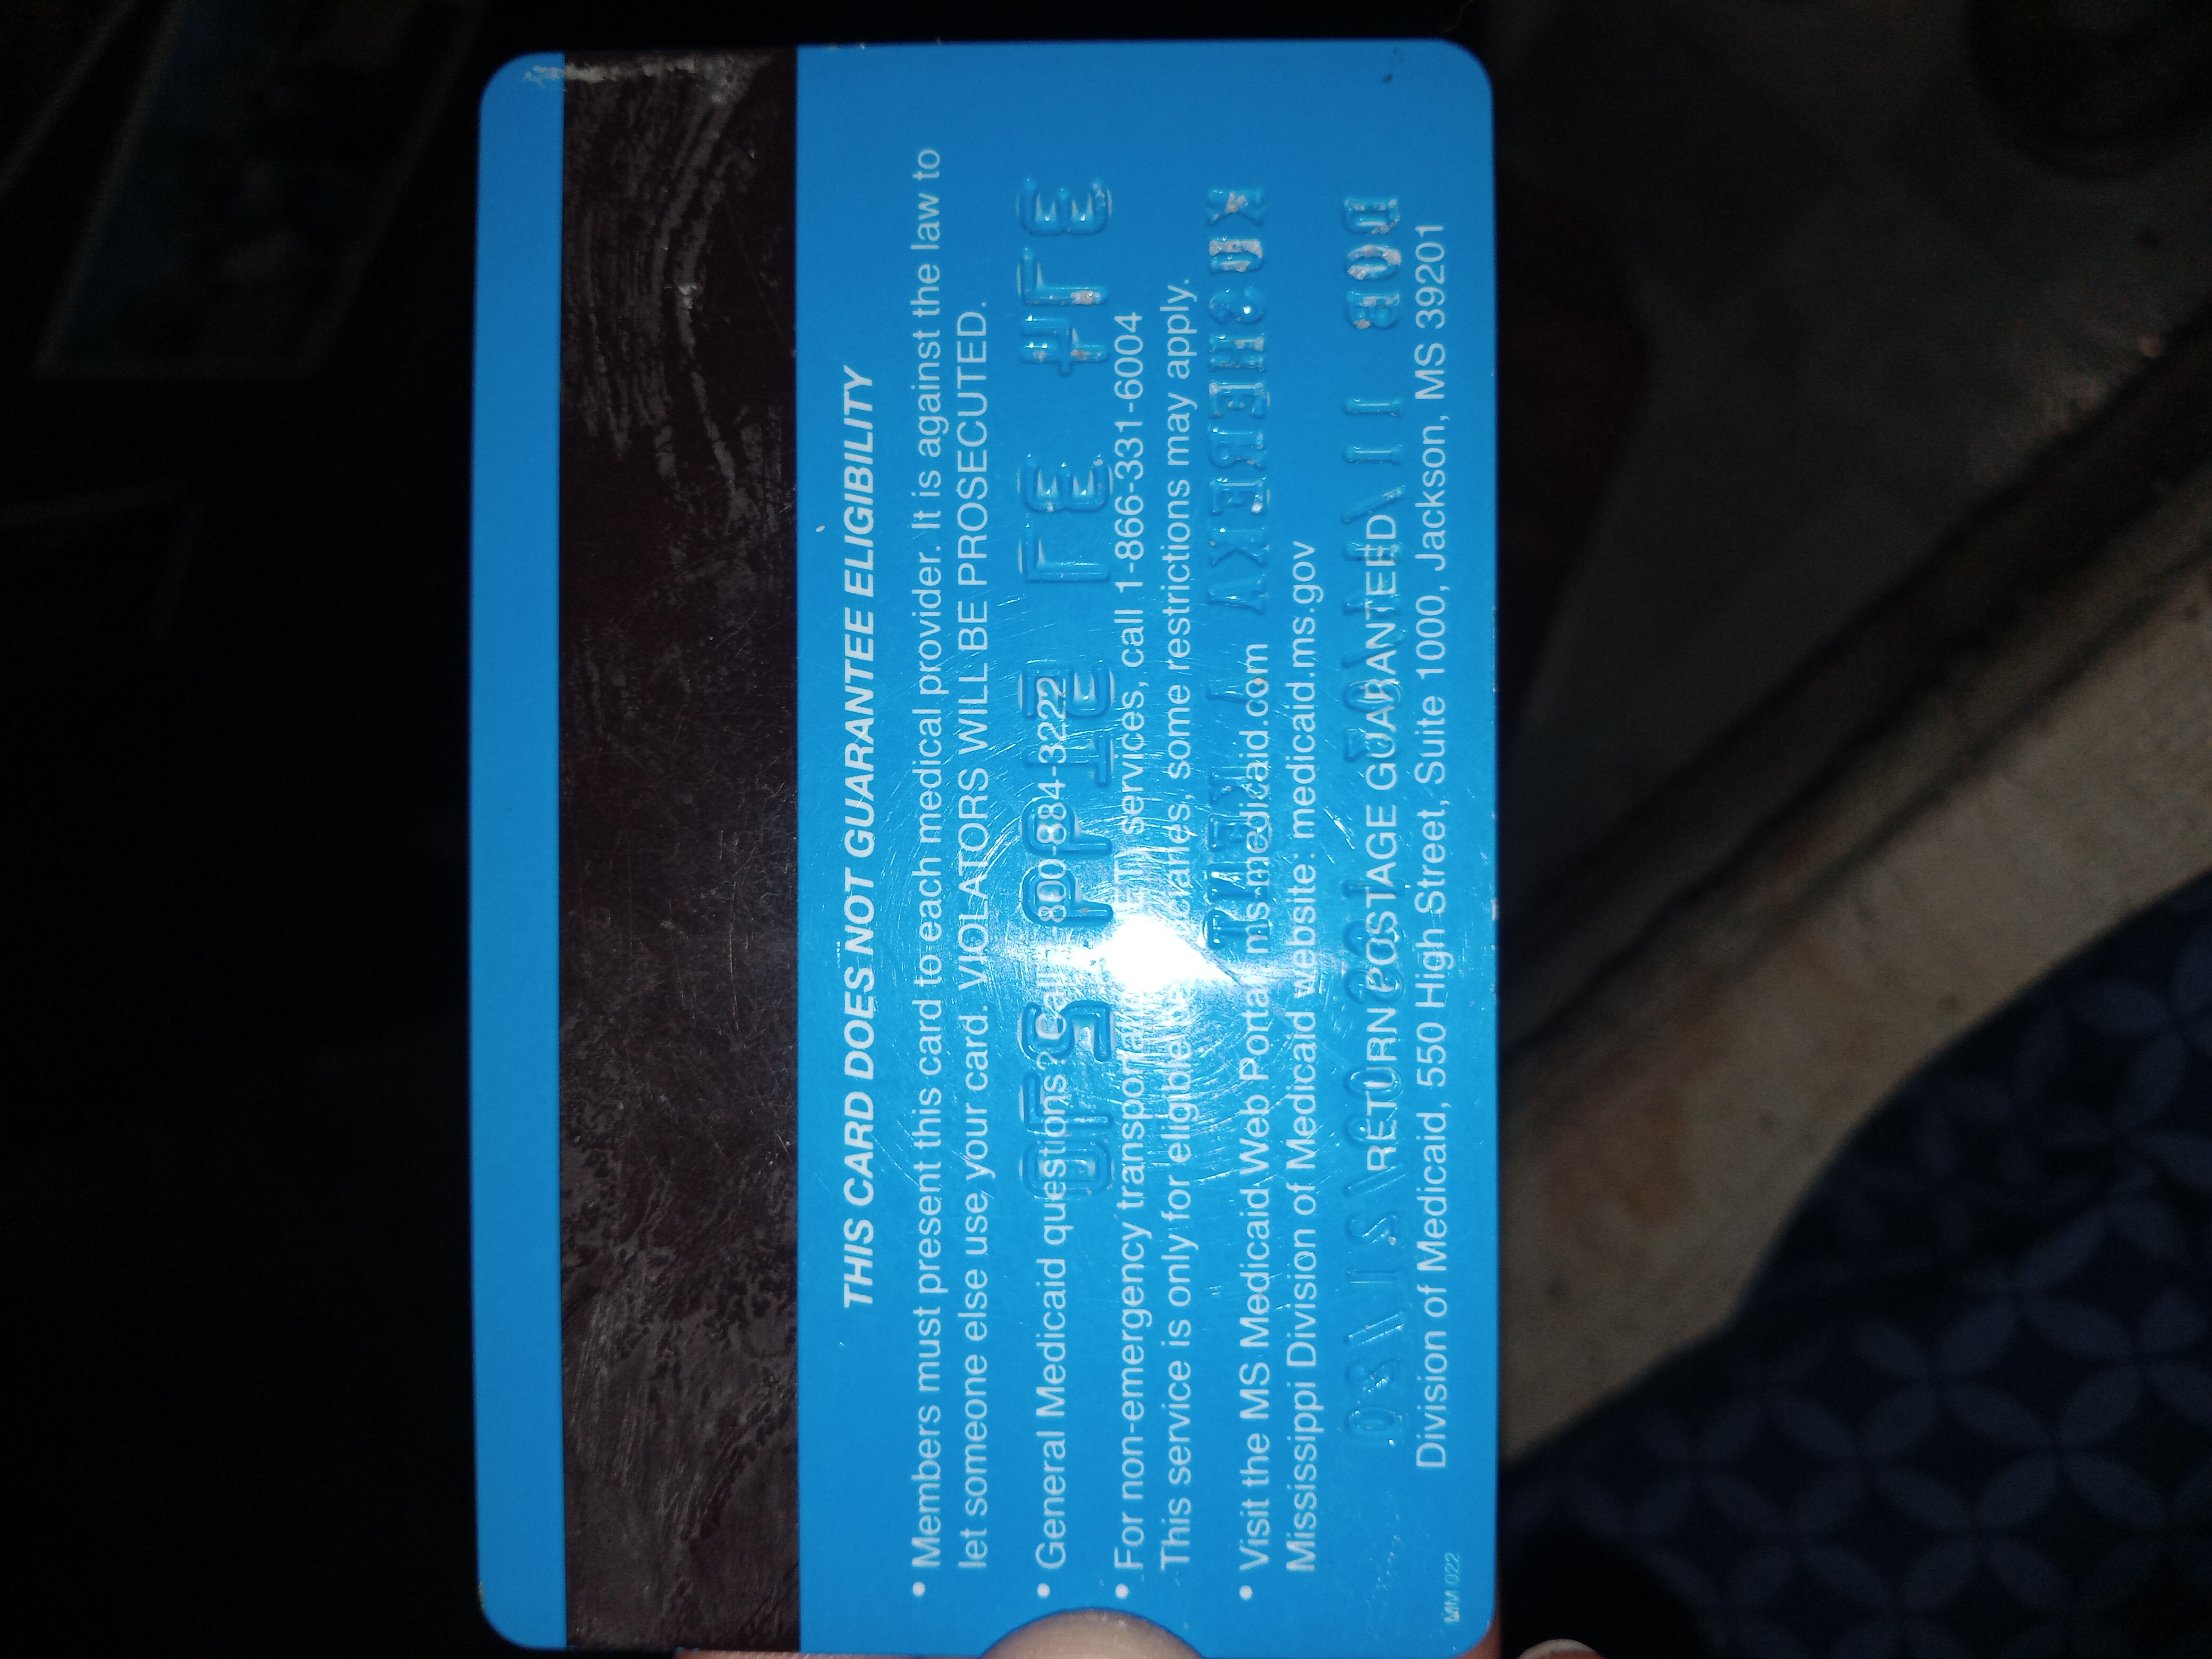 THIS CARD DOES NOT GUARANTEE ELIGIBILITY
• Members must present this card to each medical provider. It is against the law to
let someone else use your card. VIOLATORS WILL BE PROSECUTED.
• General Medicaid questions? Call 800-884-3222
• For non-emergency services, call 1-866-331-6004
This service is only for eligible some restrictions may apply.
• Visit the MS Medicaid Web Portal ms-medicaid.com
Mississippi Division of Medicaid website: medicaid.ms.gov
RETURN POSTAGE GUARANTEED
Division of Medicaid, 550 High Street, Suite 1000, Jackson, MS 39201
MM 022